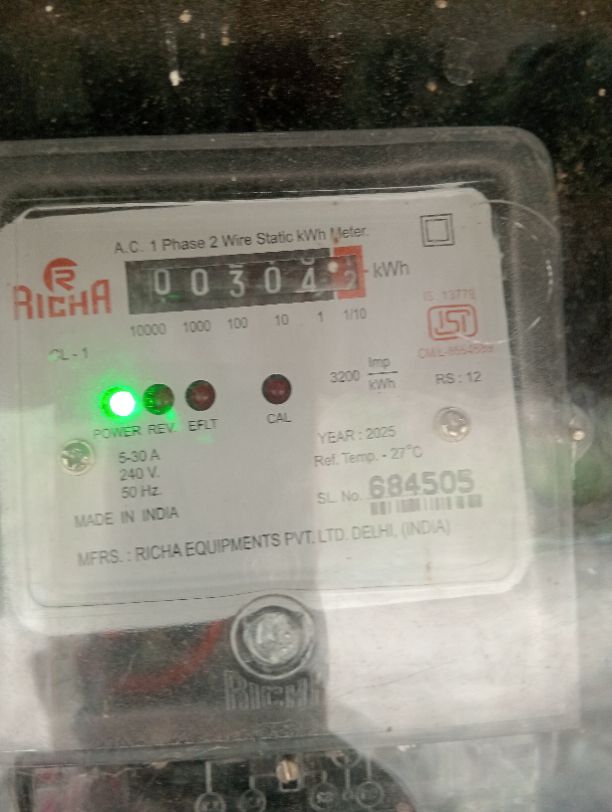 A.C. 1 Phase 2 Wire Static kWh Meter.
RICHA
0 0 3 0 4 2 kWh
10000 1000 100 10 1 1/10
IS : 13779
ISI
CL - 1
3200 Imp/kWh
RS : 12
POWER REV. EFLT CAL
5-30 A
240 V.
50 Hz.
YEAR : 2025
Ref. Temp. - 27°C
SL. No. 684505
MADE IN INDIA
MFRS. : RICHA EQUIPMENTS PVT. LTD. DELHI, (INDIA)
RICHA